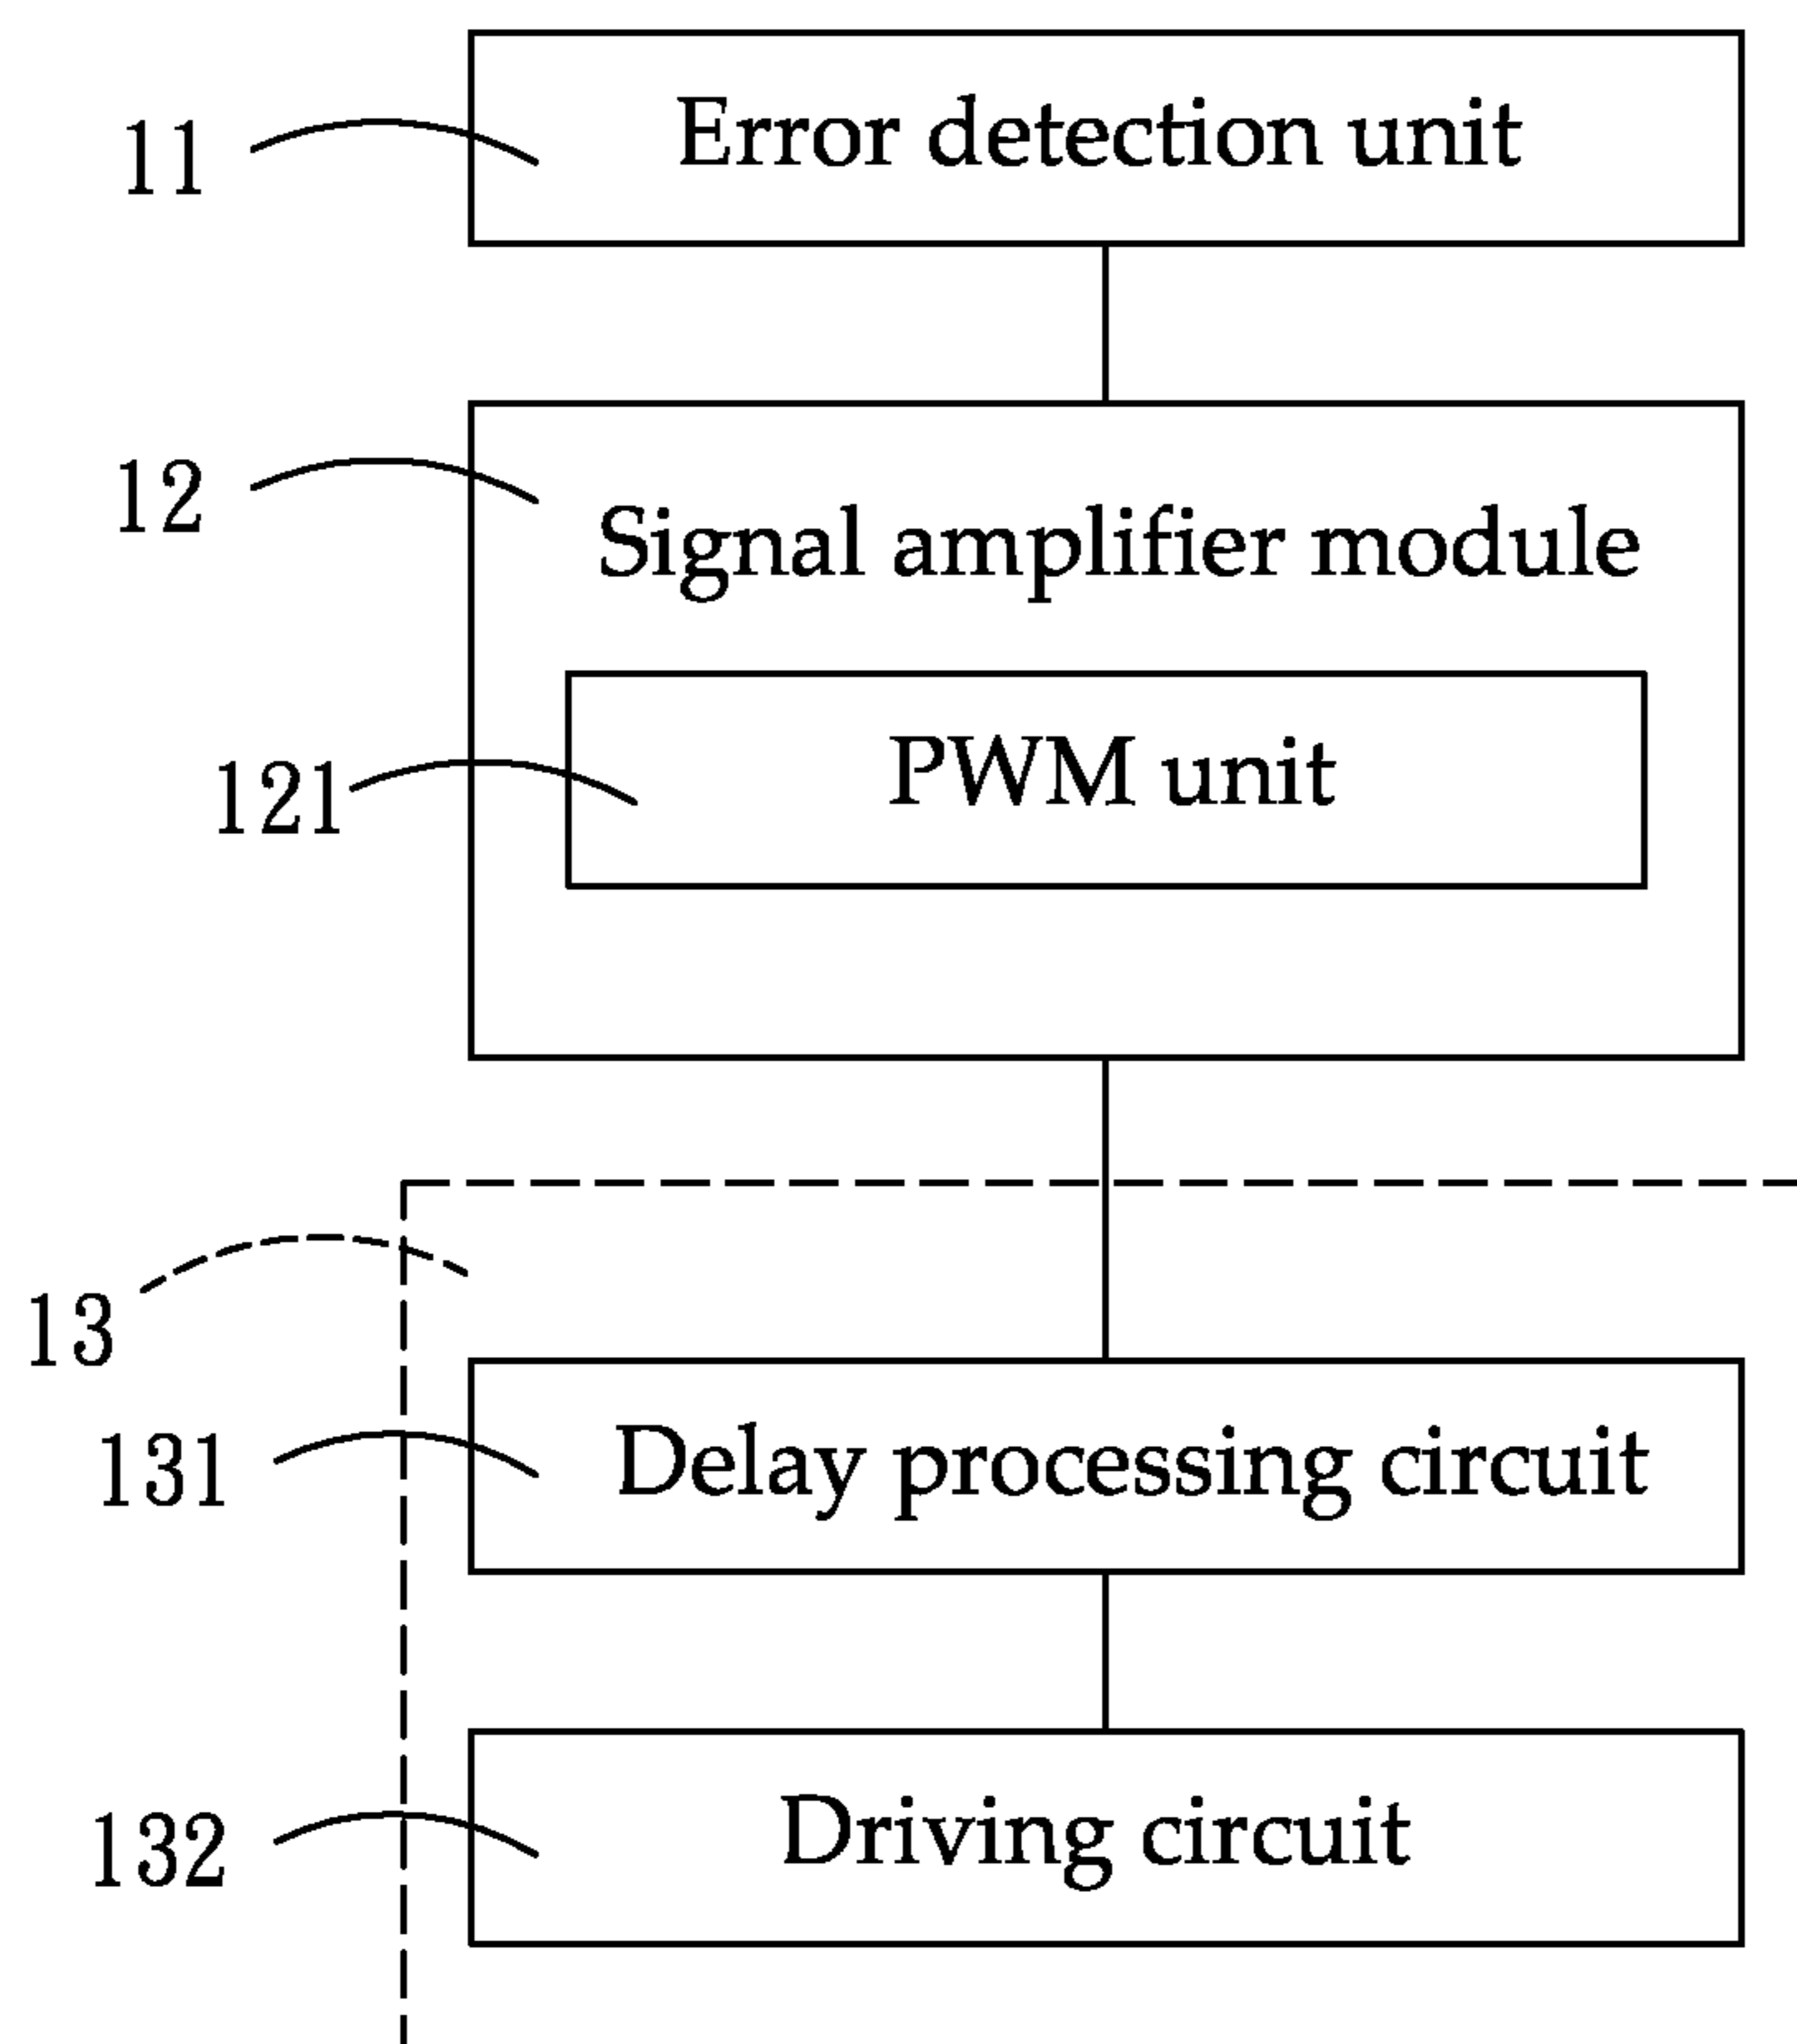 11 Error detection unit
12 Signal amplifier module
121 PWM unit
13
131 Delay processing circuit
132 Driving circuit